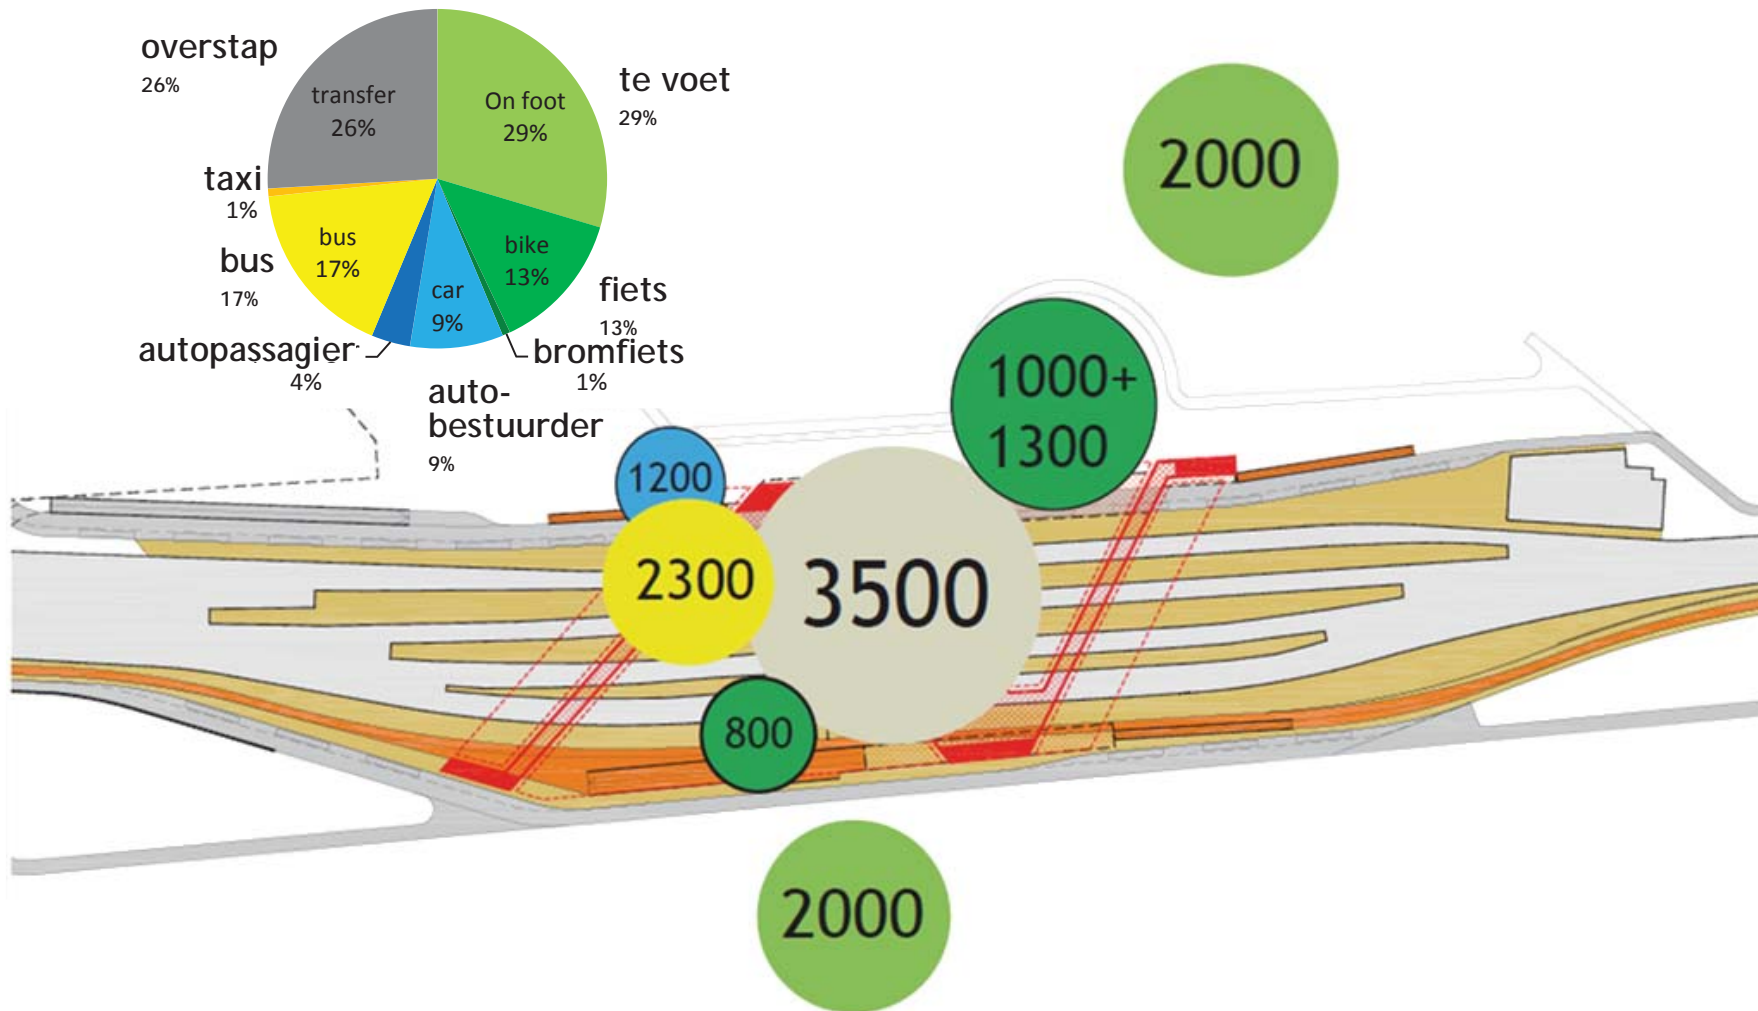 overstap
26%
transfer
26%
On foot
29%
te voet
29%
taxi
1%
bus
17%
bus
17%
bike
13%
fiets
13%
car
9%
autopassagier
4%
bromfiets
1%
auto-
bestuurder
9%
2000
1000+
1300
1200
2300
3500
800
2000